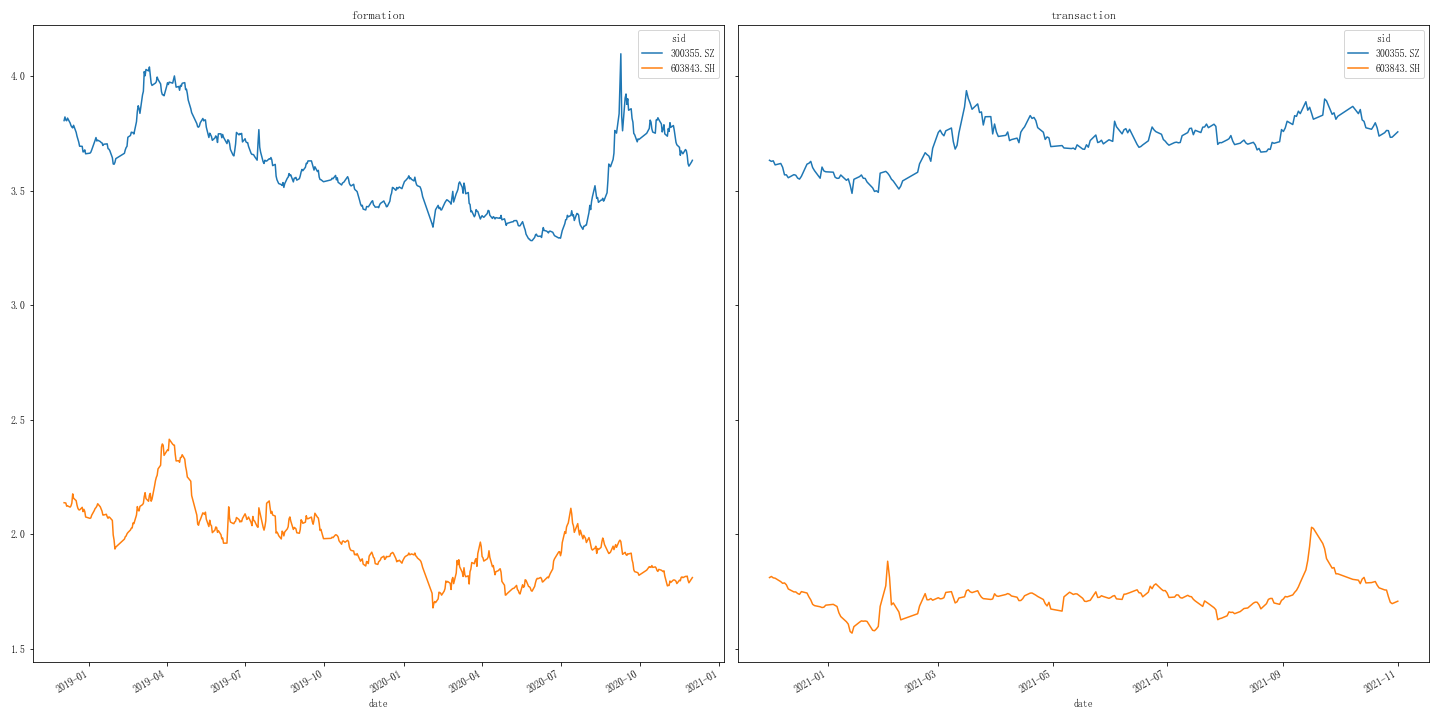 formation
sid
300355.SZ
603843.SH
4.0
3.5
3.0
2.5
2.0
1.5
2019-01
2019-04
2019-07
2019-10
2020-01
2020-04
2020-07
2020-10
2021-01
date
transaction
sid
300355.SZ
603843.SH
2021-01
2021-03
2021-05
2021-07
2021-09
2021-11
date